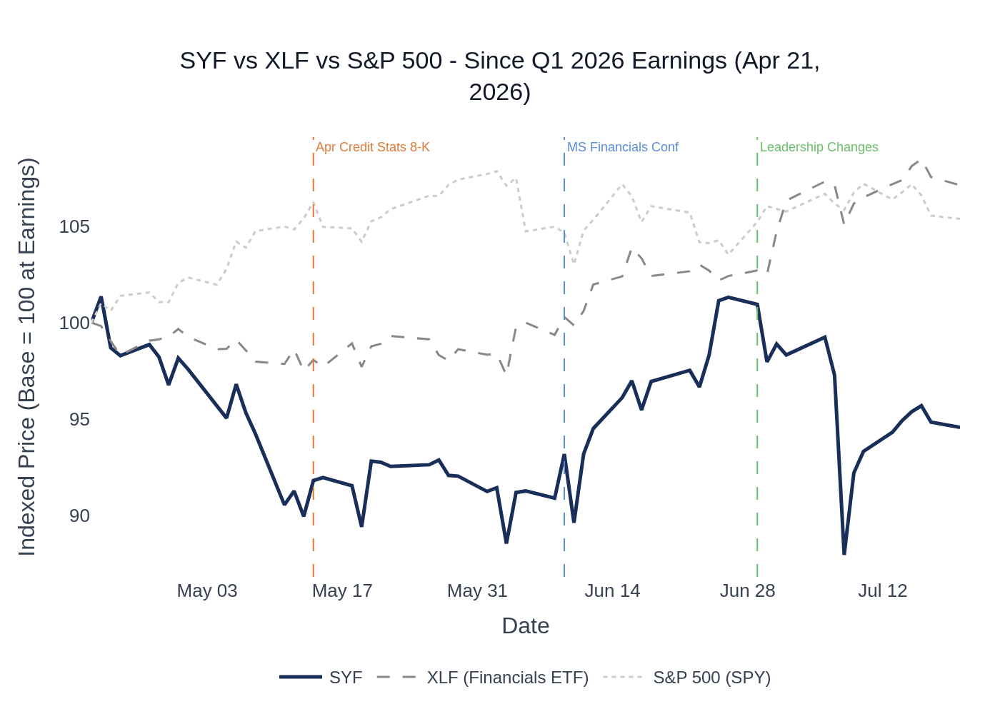 SYF vs XLF vs S&P 500 - Since Q1 2026 Earnings (Apr 21,
2026)
Apr Credit Stats 8-K
MS Financials Conf
Leadership Changes
Indexed Price (Base = 100 at Earnings)
105
100
95
90
May 03
May 17
May 31
Jun 14
Jun 28
Jul 12
Date
SYF
XLF (Financials ETF)
S&P 500 (SPY)